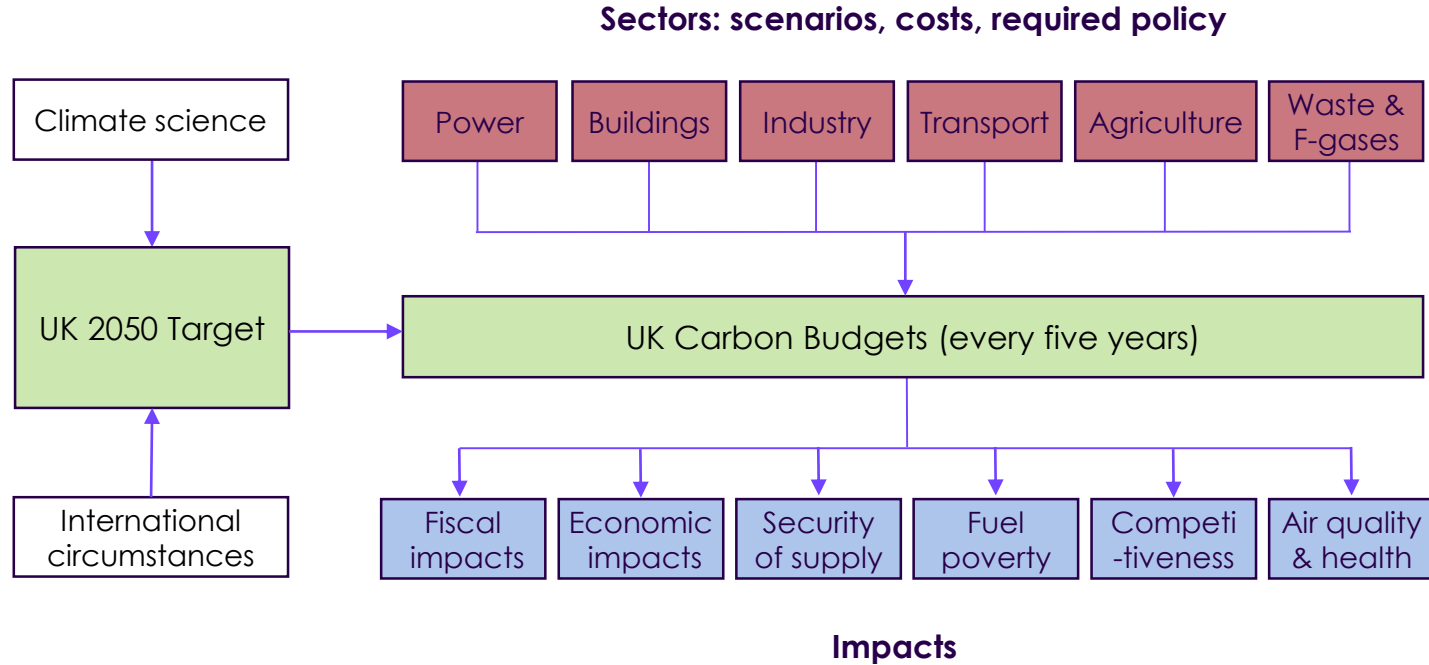 Sectors: scenarios, costs, required policy
Climate science
Power
Buildings
Industry
Transport
Agriculture
Waste &
F-gases
UK 2050 Target
UK Carbon Budgets (every five years)
International
circumstances
Fiscal
impacts
Economic
impacts
Security
of supply
Fuel
poverty
Competi
-tiveness
Air quality
& health
Impacts